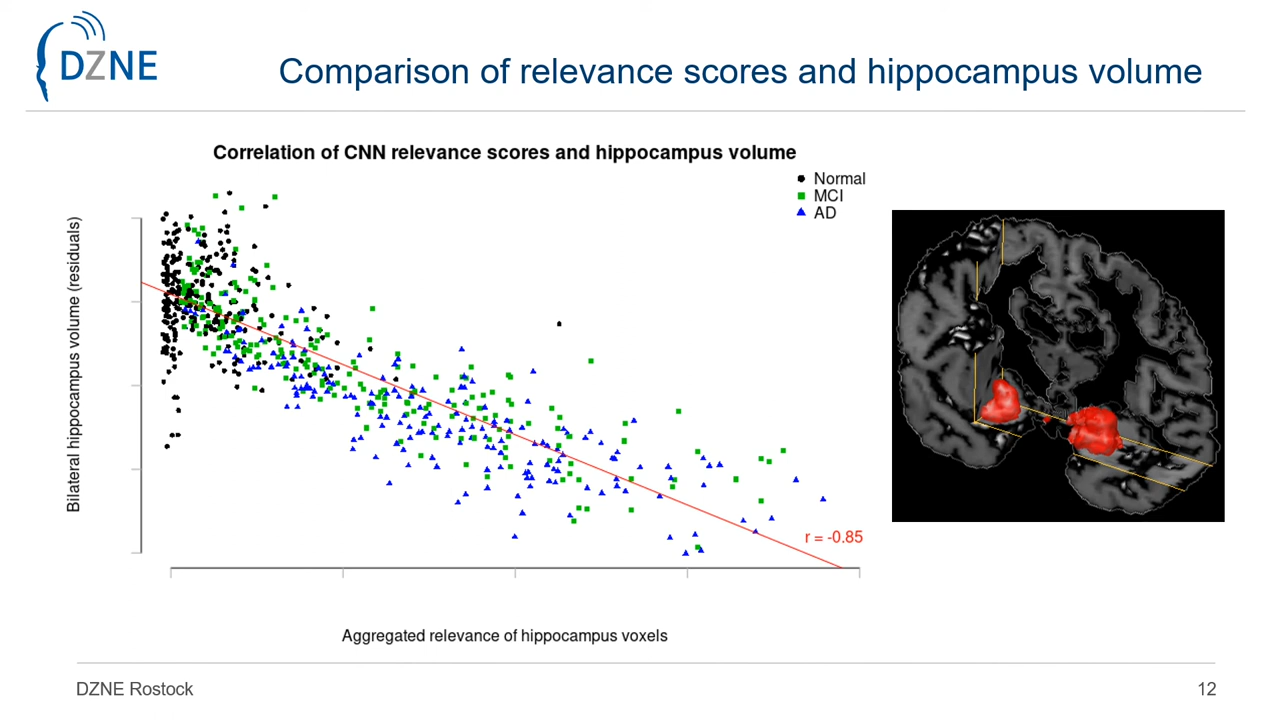 DZNE
Comparison of relevance scores and hippocampus volume
Correlation of CNN relevance scores and hippocampus volume
Normal
MCI
AD
Bilateral hippocampus volume (residuals)
r = -0.85
Aggregated relevance of hippocampus voxels
DZNE Rostock
12